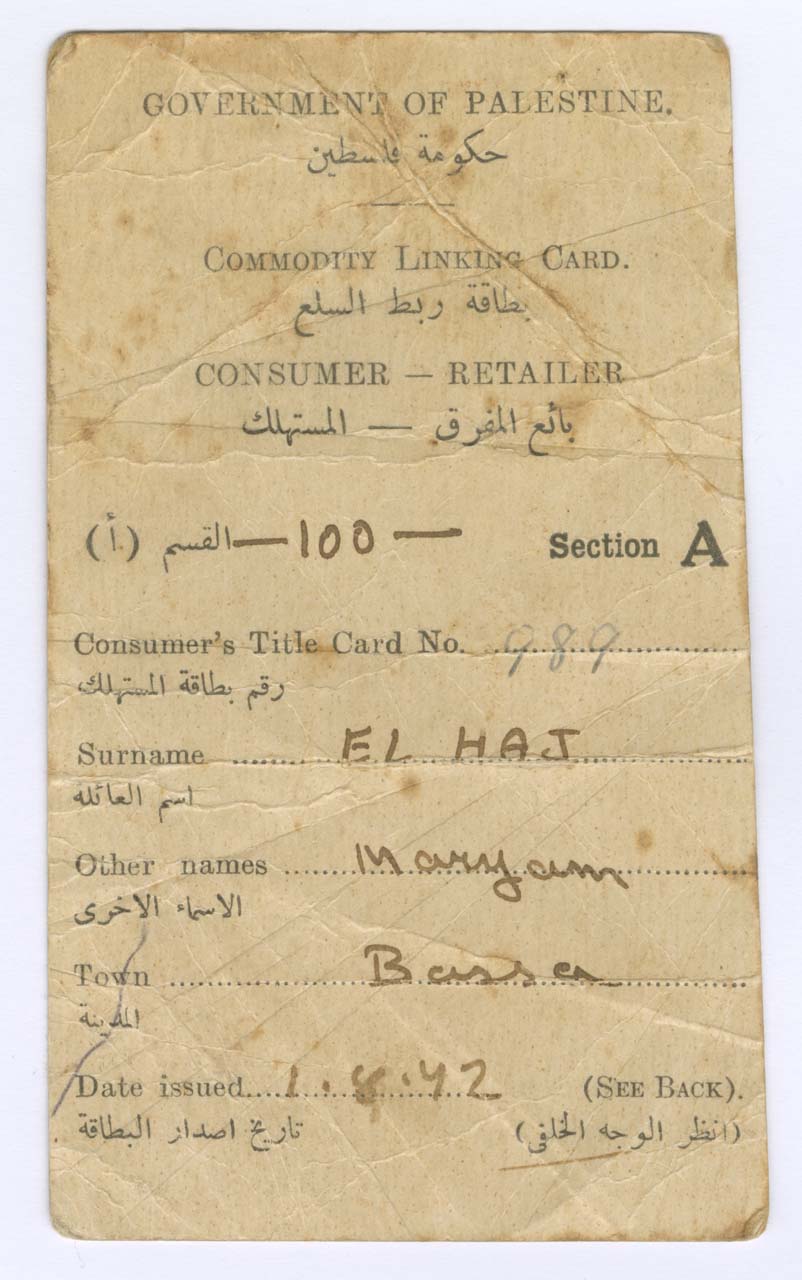 GOVERNMENT OF PALESTINE.
حكومة فلسطين
COMMODITY LINKING CARD.
بطاقة ربط السلع
CONSUMER — RETAILER
بائع المفرق — المستهلك
القسم (أ) — 100 — Section A
Consumer's Title Card No. 989
رقم بطاقة المستهلك
Surname EL HAJ
اسم العائله
Other names Maryam
الاسماء الاخرى
Town Bassa
المدينة
Date issued 1.8.42 (SEE BACK).
تاريخ اصدار البطاقة (انظر الوجه الخلفي)